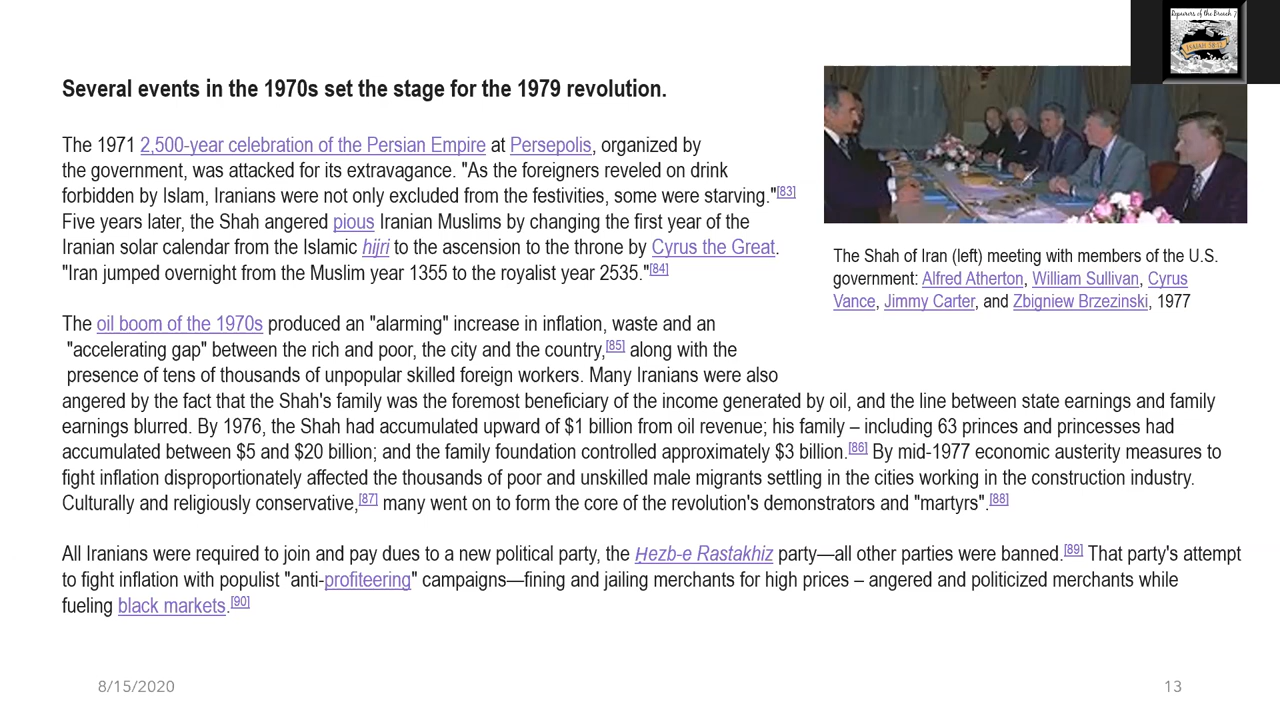 Repairers of the Breach 7
ISAIAH 58:12
Several events in the 1970s set the stage for the 1979 revolution.
The 1971 2,500-year celebration of the Persian Empire at Persepolis, organized by
the government, was attacked for its extravagance. "As the foreigners reveled on drink
forbidden by Islam, Iranians were not only excluded from the festivities, some were starving."[83]
Five years later, the Shah angered pious Iranian Muslims by changing the first year of the
Iranian solar calendar from the Islamic hijri to the ascension to the throne by Cyrus the Great.
"Iran jumped overnight from the Muslim year 1355 to the royalist year 2535."[84]
The Shah of Iran (left) meeting with members of the U.S.
government: Alfred Atherton, William Sullivan, Cyrus
Vance, Jimmy Carter, and Zbigniew Brzezinski, 1977
The oil boom of the 1970s produced an "alarming" increase in inflation, waste and an
"accelerating gap" between the rich and poor, the city and the country,[85] along with the
presence of tens of thousands of unpopular skilled foreign workers. Many Iranians were also
angered by the fact that the Shah's family was the foremost beneficiary of the income generated by oil, and the line between state earnings and family
earnings blurred. By 1976, the Shah had accumulated upward of $1 billion from oil revenue; his family – including 63 princes and princesses had
accumulated between $5 and $20 billion; and the family foundation controlled approximately $3 billion.[86] By mid-1977 economic austerity measures to
fight inflation disproportionately affected the thousands of poor and unskilled male migrants settling in the cities working in the construction industry.
Culturally and religiously conservative,[87] many went on to form the core of the revolution's demonstrators and "martyrs".[88]
All Iranians were required to join and pay dues to a new political party, the Ḥezb-e Rastakhiz party—all other parties were banned.[89] That party's attempt
to fight inflation with populist "anti-profiteering" campaigns—fining and jailing merchants for high prices – angered and politicized merchants while
fueling black markets.[90]
8/15/2020
13